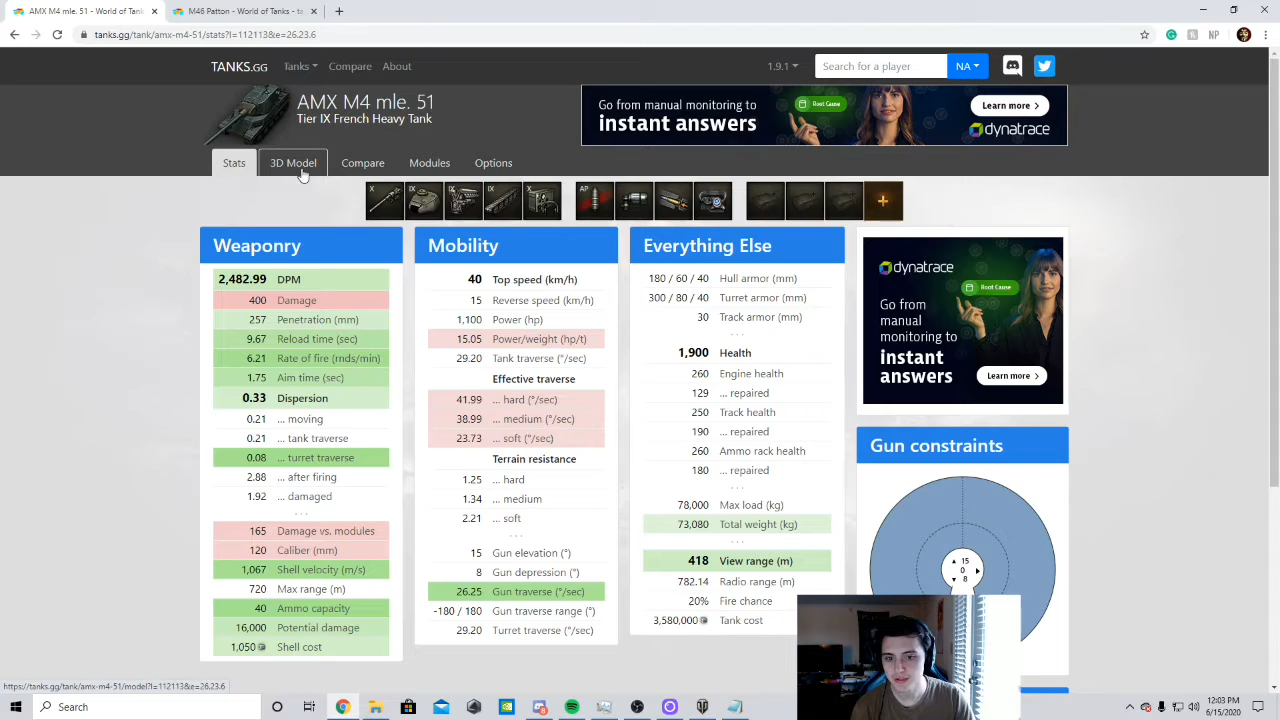 AMX M4 mle. 51 - World of Tanks
M46 Patton - World of Tanks - ta
tanks.gg/tank/amx-m4-51/stats?l=112113&e=26.23.6
NP
TANKS.GG
Tanks
Compare
About
1.9.1
Search for a player
NA
AMX M4 mle. 51
Tier IX French Heavy Tank
Go from manual monitoring to
instant answers
Root Cause
Learn more
dynatrace
Stats
3D Model
Compare
Modules
Options
X
IX
IX
IX
X
AP
Weaponry
2,482.99 DPM
400 Damage
257 Penetration (mm)
9.67 Reload time (sec)
6.21 Rate of fire (rnds/min)
1.75 Aim time (sec)
0.33 Dispersion
0.21 ... moving
0.21 ... tank traverse
0.10 ... turret traverse
2.88 ... after firing
1.92 ... damaged
...
165 Damage vs. modules
120 Caliber (mm)
1,067 Shell velocity (m/s)
720 Max range (m)
40 Ammo capacity
16,000 Potential damage
1,050 Shell cost
Mobility
40 Top speed (km/h)
15 Reverse speed (km/h)
1,100 Power (hp)
15.05 Power/weight (hp/t)
29.20 Tank traverse (°/sec)
Effective traverse
41.99 ... hard (°/sec)
38.99 ... medium (°/sec)
23.73 ... soft (°/sec)
Terrain resistance
1.25 ... hard
1.34 ... medium
2.21 ... soft
...
15 Gun elevation (°)
8 Gun depression (°)
26.25 Gun traverse (°/sec)
-180 / 180 Gun traverse range (°)
29.20 Turret traverse (°/sec)
Everything Else
180 / 60 / 40 Hull armor (mm)
300 / 80 / 40 Turret armor (mm)
30 Track armor (mm)
...
1,900 Health
260 Engine health
129 ... repaired
250 Track health
190 ... repaired
260 Ammo rack health
180 ... repaired
...
78,000 Max load (kg)
73,080 Total weight (kg)
...
418 View range (m)
782.14 Radio range (m)
20% Fire chance
3,580,000 Tank cost
dynatrace
Root Cause
Go from
manual
monitoring to
instant
answers
Learn more
Gun constraints
15
0
8
https://tanks.gg/tank/amx-m4-51/model?l=112113&e=26.23.6
Search
12:03 PM
6/15/2020